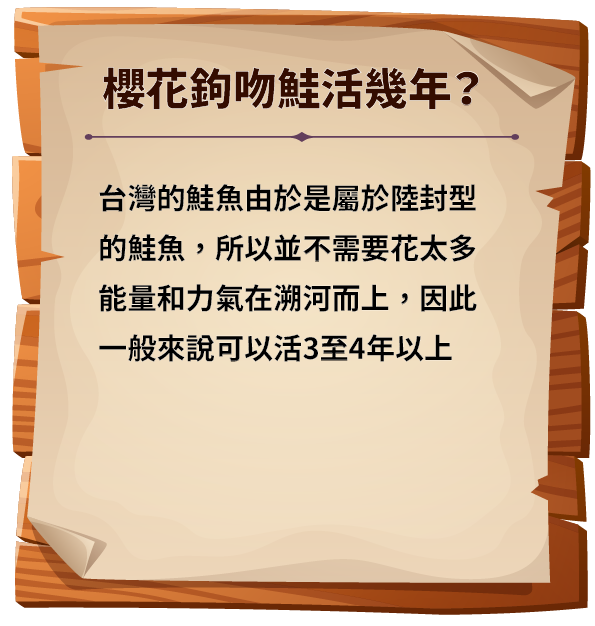 櫻花鉤吻鮭活幾年？
台灣的鮭魚由於是屬於陸封型
的鮭魚，所以並不需要花太多
能量和力氣在溯河而上，因此
一般來說可以活3至4年以上